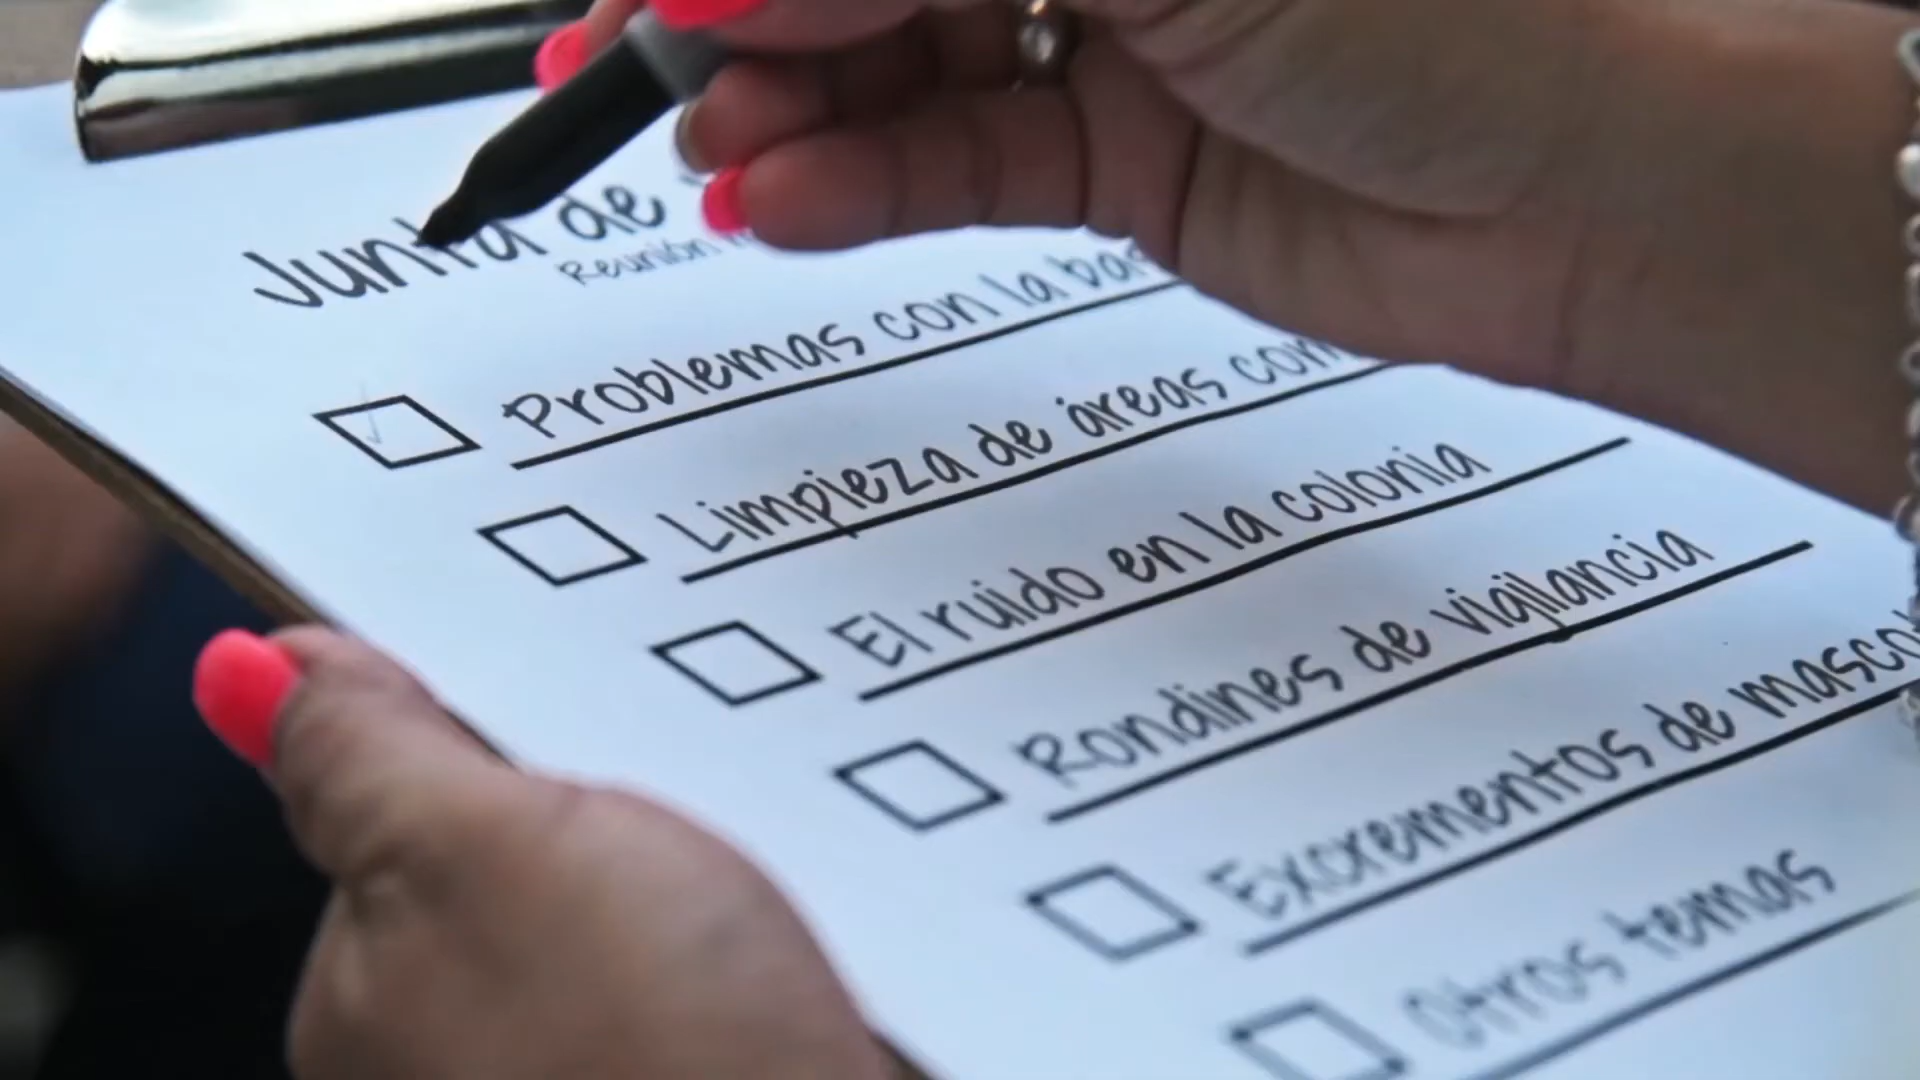 Junta de
Reunión
Problemas con la
Limpieza de áreas
El ruido en la colonia
Rondines de vigilancia
Excrementos de
Otros temas